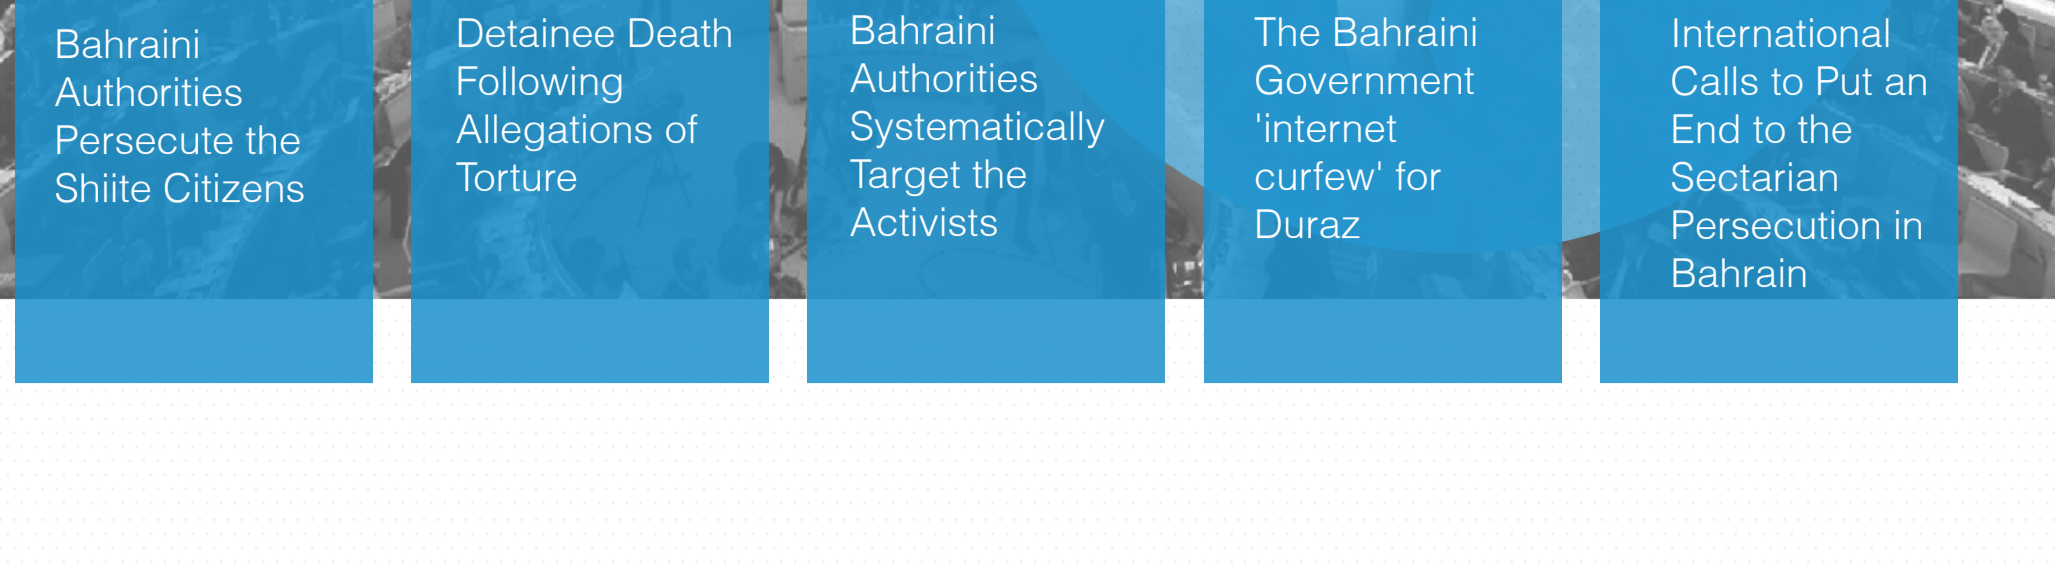 Bahraini
Authorities
Persecute the
Shiite Citizens
Detainee Death
Following
Allegations of
Torture
Bahraini
Authorities
Systematically
Target the
Activists
The Bahraini
Government
'internet
curfew' for
Duraz
International
Calls to Put an
End to the
Sectarian
Persecution in
Bahrain